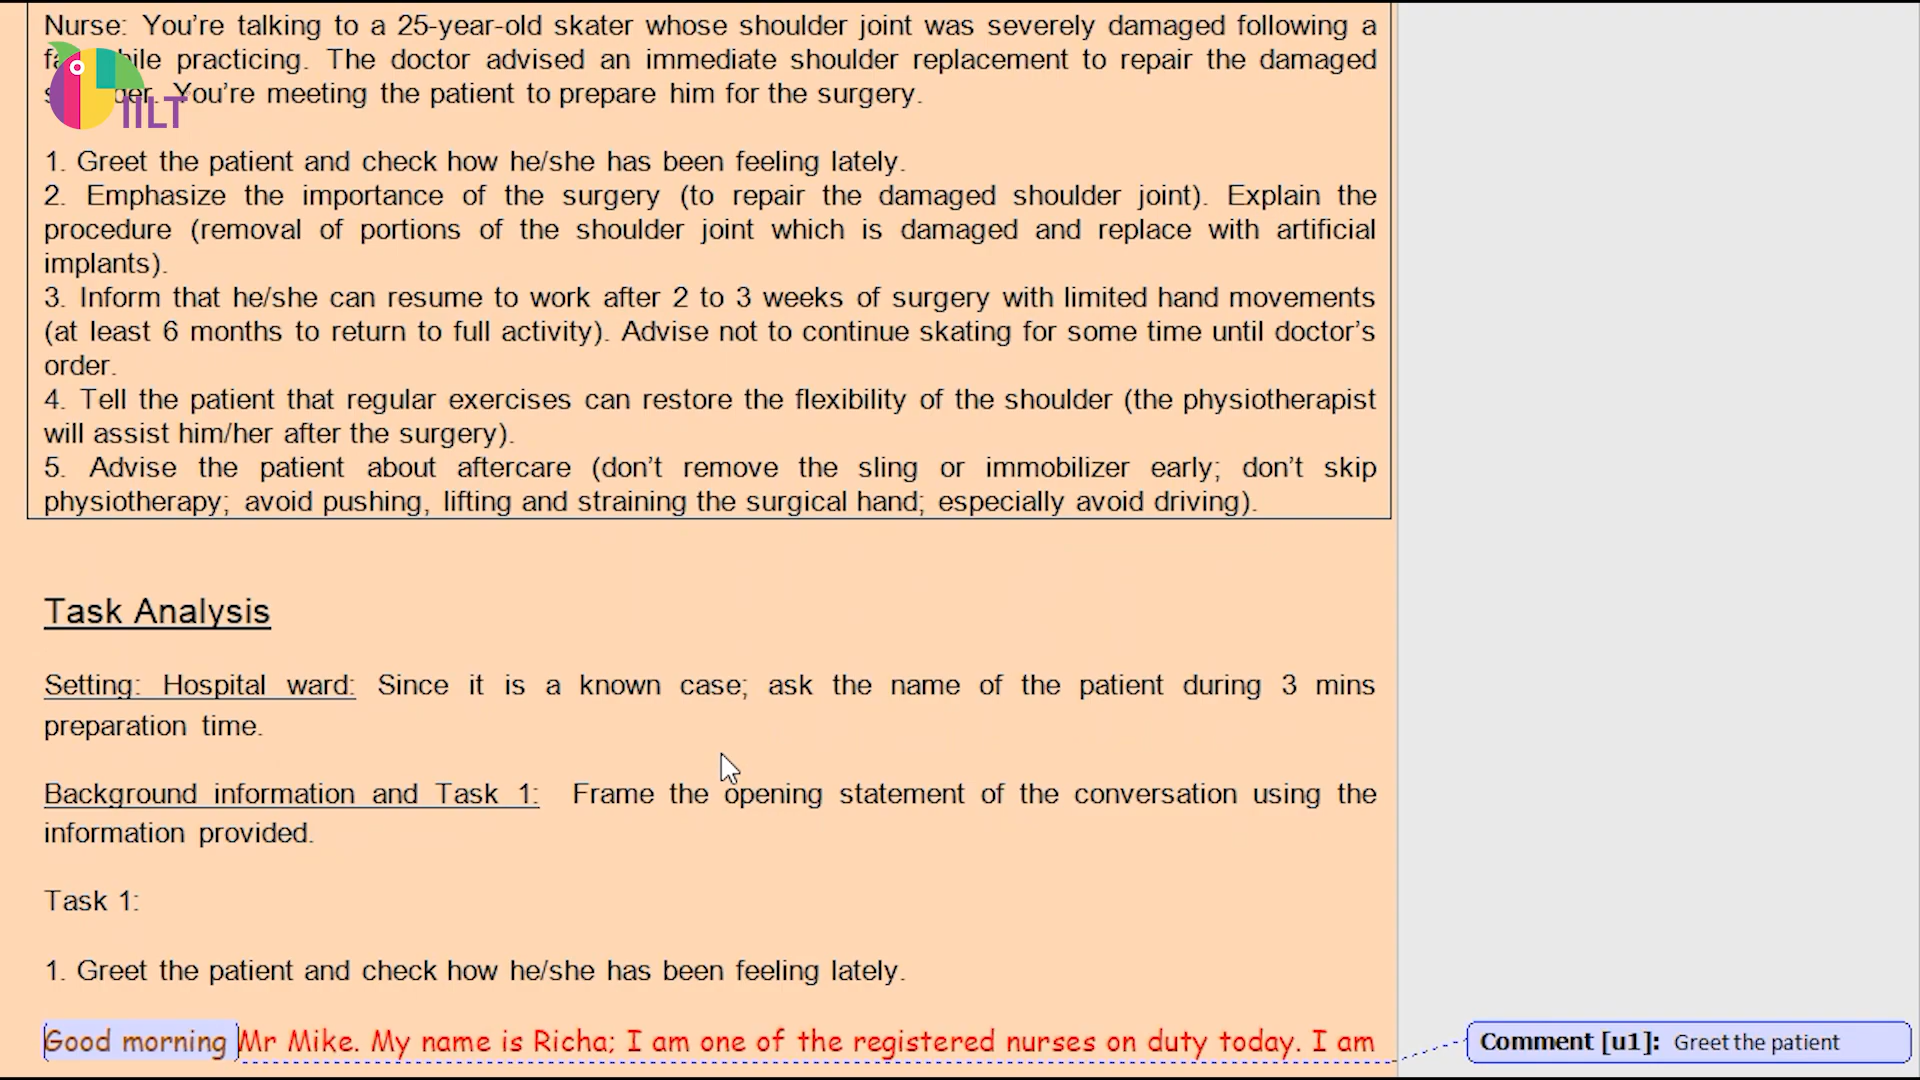 Nurse: You’re talking to a 25-year-old skater whose shoulder joint was severely damaged following a
while practicing. The doctor advised an immediate shoulder replacement to repair the damaged
You’re meeting the patient to prepare him for the surgery.
IILT
1. Greet the patient and check how he/she has been feeling lately.
2. Emphasize the importance of the surgery (to repair the damaged shoulder joint). Explain the
procedure (removal of portions of the shoulder joint which is damaged and replace with artificial
implants).
3. Inform that he/she can resume to work after 2 to 3 weeks of surgery with limited hand movements
(at least 6 months to return to full activity). Advise not to continue skating for some time until doctor’s
order.
4. Tell the patient that regular exercises can restore the flexibility of the shoulder (the physiotherapist
will assist him/her after the surgery).
5. Advise the patient about aftercare (don’t remove the sling or immobilizer early; don’t skip
physiotherapy; avoid pushing, lifting and straining the surgical hand; especially avoid driving).
Task Analysis
Setting: Hospital ward: Since it is a known case; ask the name of the patient during 3 mins
preparation time.
Background information and Task 1: Frame the opening statement of the conversation using the
information provided.
Task 1:
1. Greet the patient and check how he/she has been feeling lately.
Good morning Mr Mike. My name is Richa; I am one of the registered nurses on duty today. I am
Comment [u1]: Greet the patient